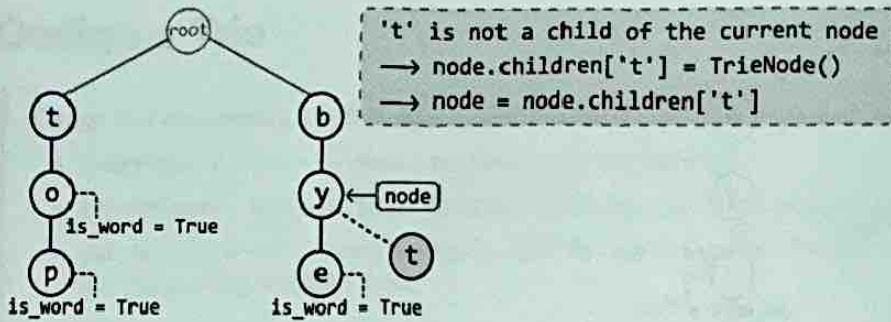 root
't' is not a child of the current node
→ node.children['t'] = TrieNode()
→ node = node.children['t']
t
b
o
y
node
is_word = True
t
p
e
is_word = True
is_word = True